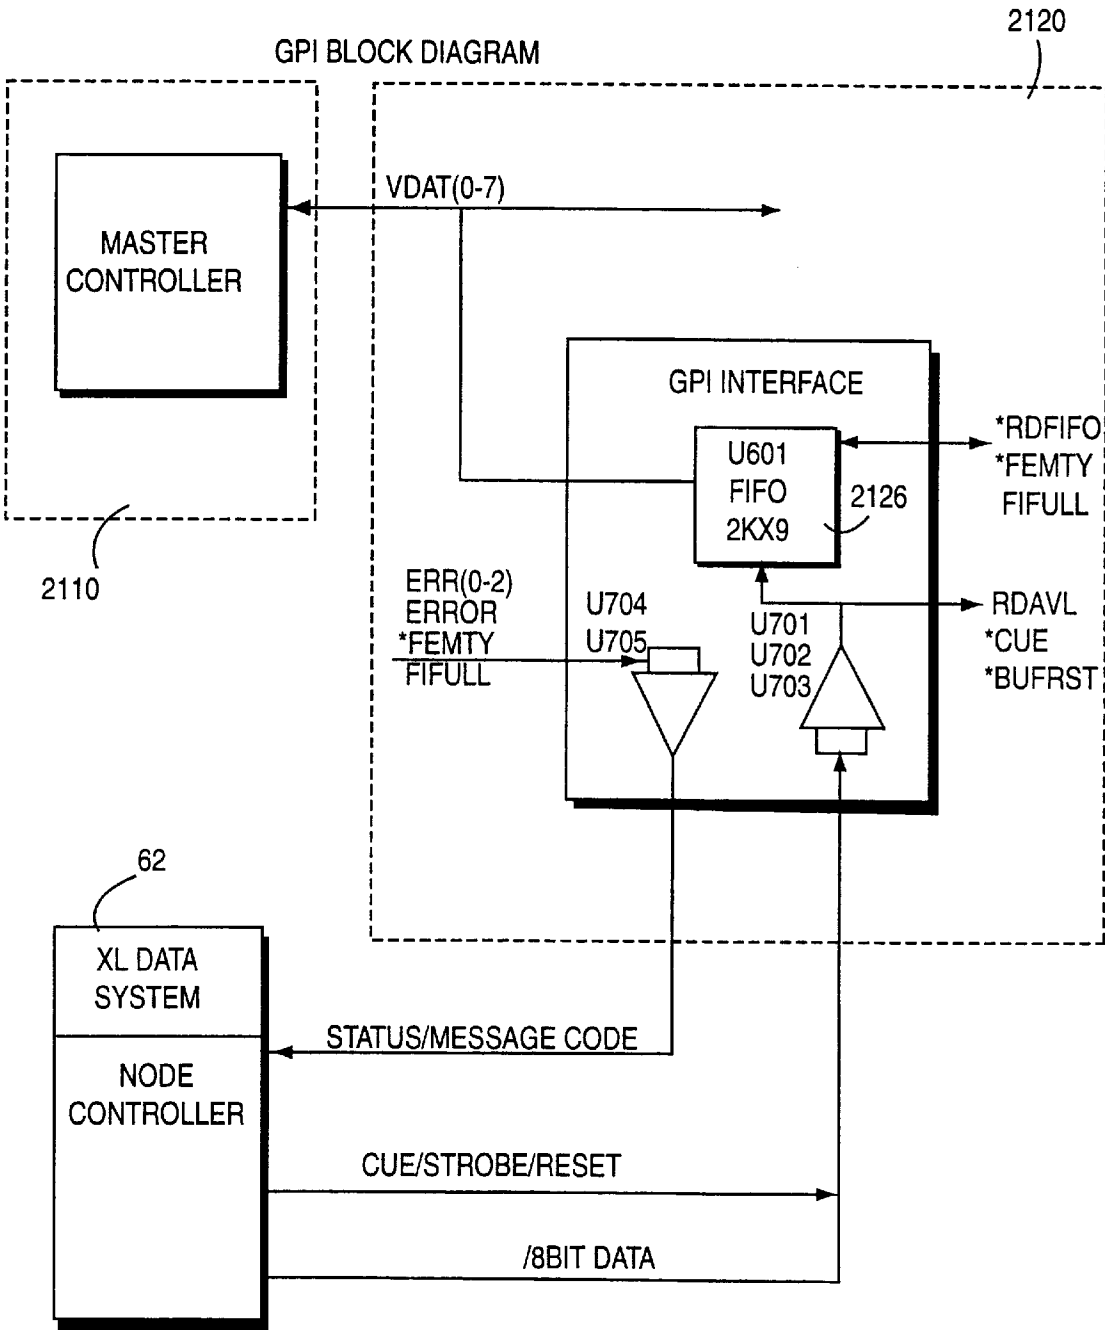 2120
GPI BLOCK DIAGRAM
VDAT(0-7)
MASTER
CONTROLLER
GPI INTERFACE
U601
FIFO
2KX9
2126
*RDFIFO
*FEMTY
FIFULL
2110
ERR(0-2)
ERROR
*FEMTY
FIFULL
U704
U705
U701
U702
U703
RDAVL
*CUE
*BUFRST
62
XL DATA
SYSTEM
NODE
CONTROLLER
STATUS/MESSAGE CODE
CUE/STROBE/RESET
/8BIT DATA